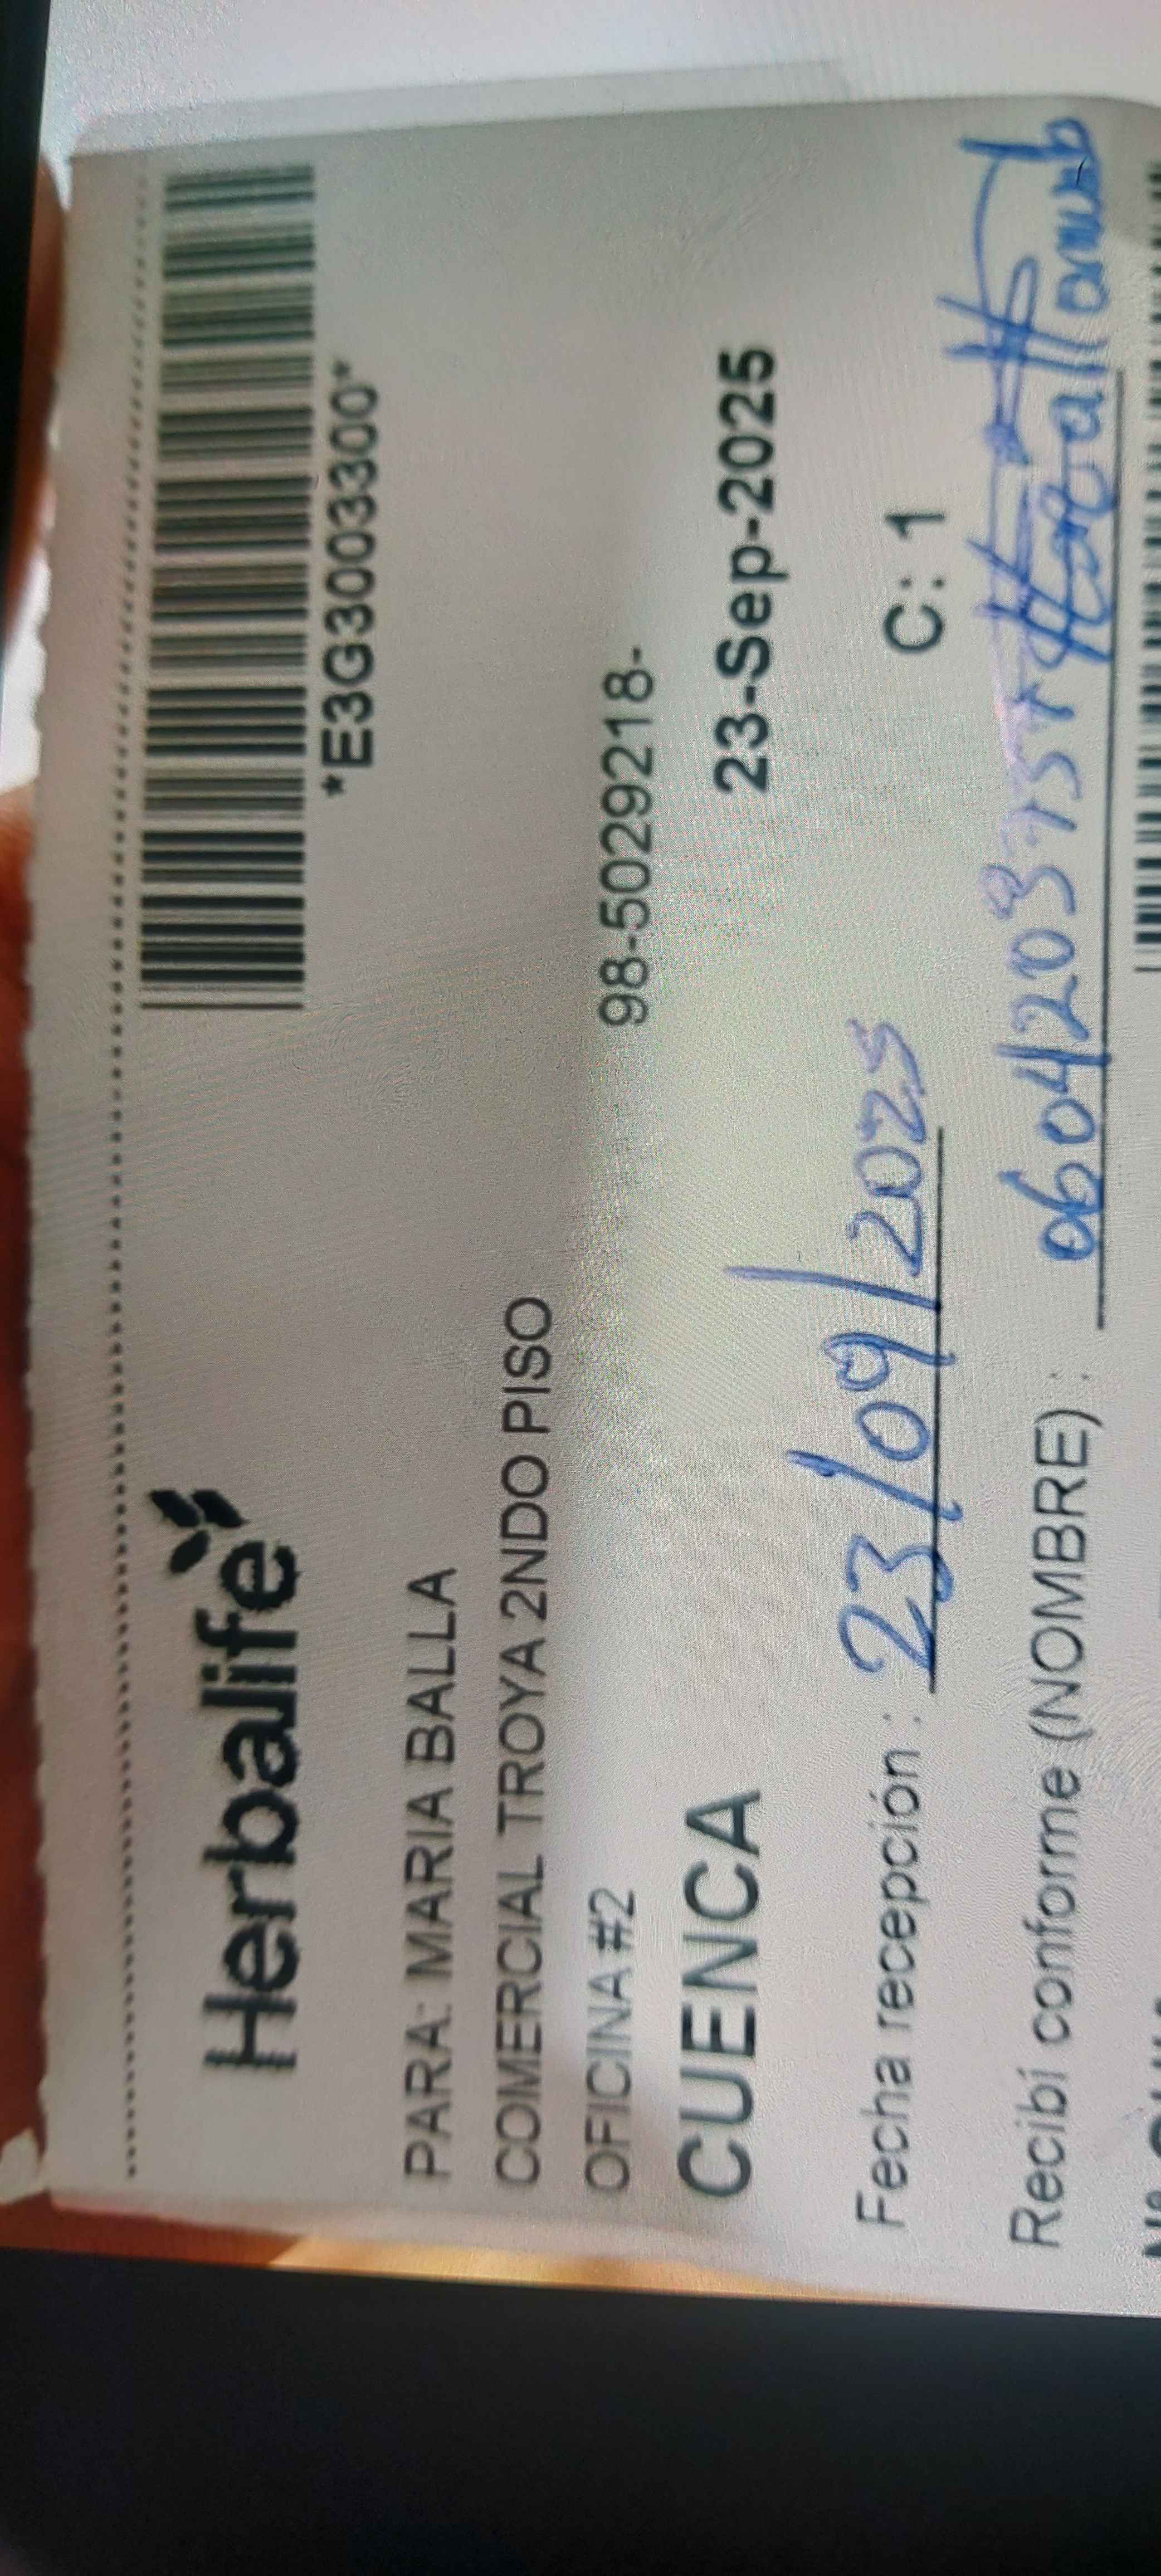 Herbalife
*E3G3003300*
PARA: MARIA BALLA
COMERCIAL TROYA 2NDO PISO
OFICINA #2
98-5029218-
CUENCA
23-Sep-2025
Fecha recepción : 23/09/2025
C: 1
Recibí conforme (NOMBRE) :